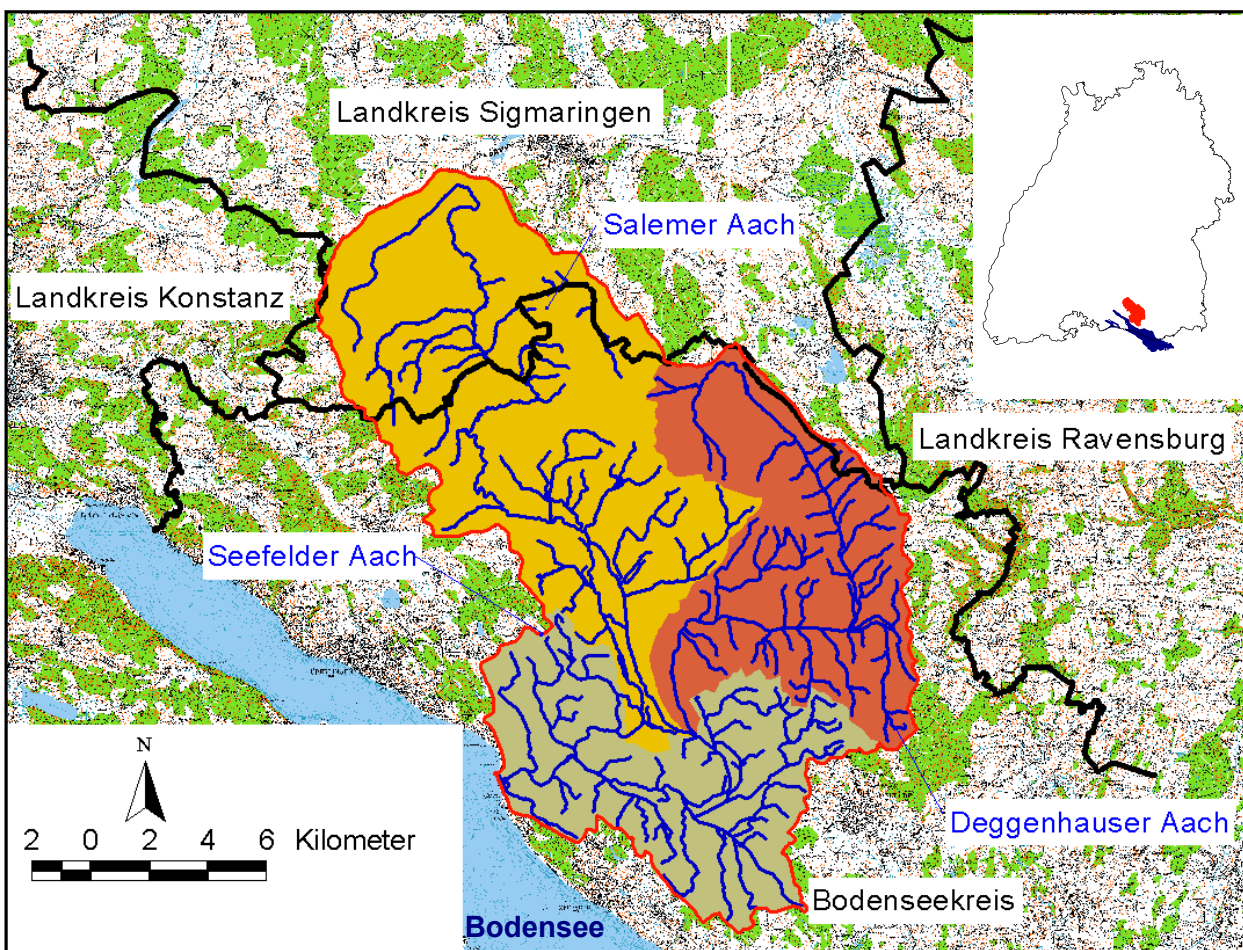 Landkreis Sigmaringen
Salemer Aach
Landkreis Konstanz
Landkreis Ravensburg
Seefelder Aach
N
2 0 2 4 6 Kilometer
Deggenhauser Aach
Bodenseekreis
Bodensee